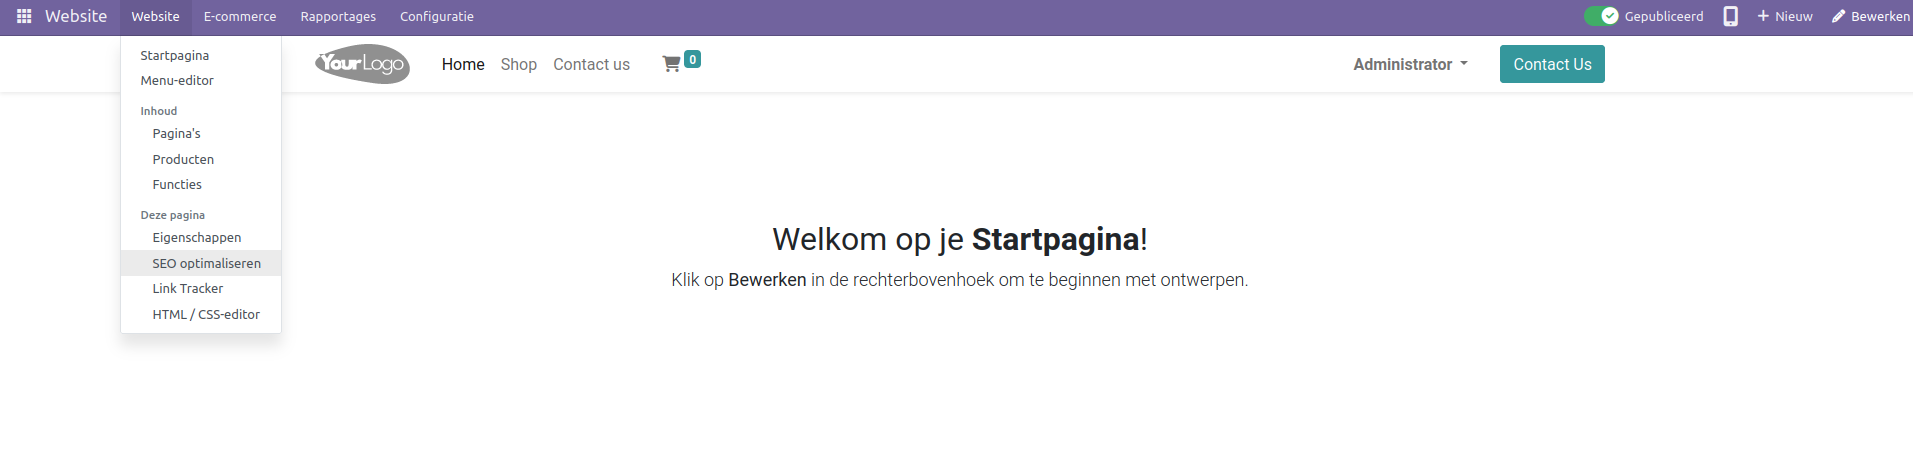 Website Website E-commerce Rapportages Configuratie Gepubliceerd Nieuw Bewerken
Startpagina
Menu-editor
Inhoud
Pagina's
Producten
Functies
Deze pagina
Eigenschappen
SEO optimaliseren
Link Tracker
HTML / CSS-editor
YourLogo Home Shop Contact us 0 Administrator Contact Us
Welkom op je Startpagina!
Klik op Bewerken in de rechterbovenhoek om te beginnen met ontwerpen.